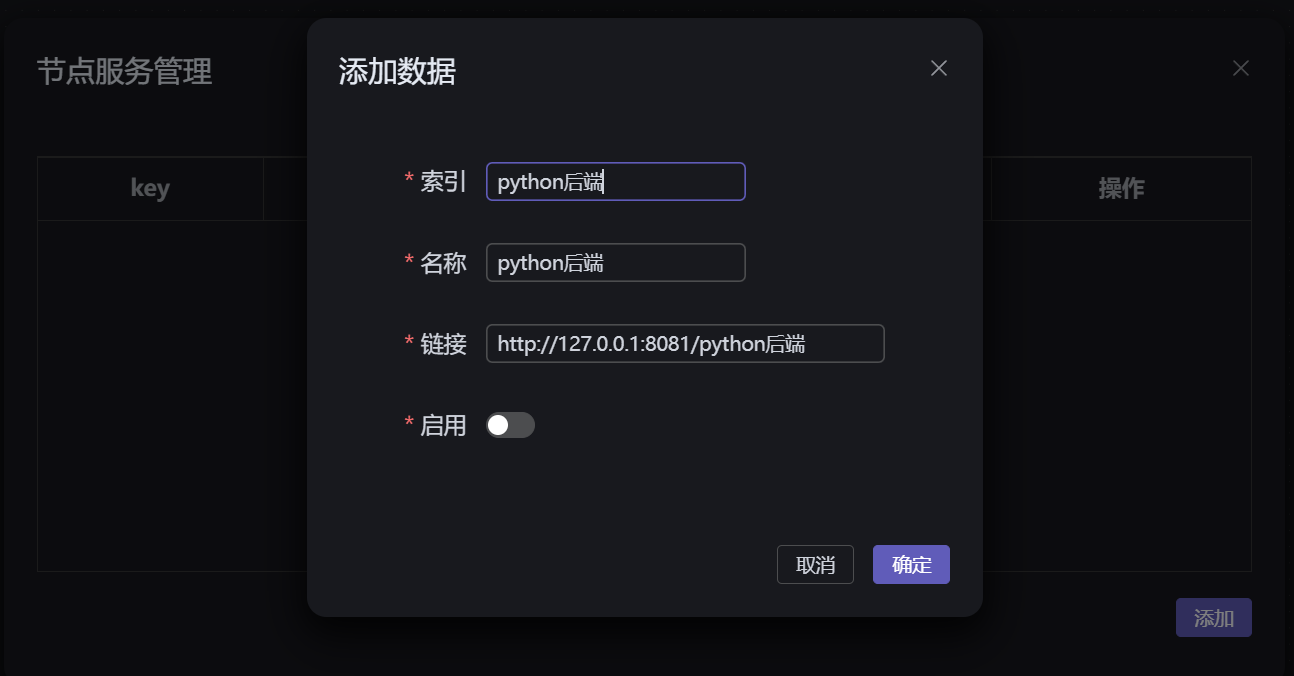 节点服务管理
添加数据
key
操作
* 索引 python后端
* 名称 python后端
* 链接 http://127.0.0.1:8081/python后端
* 启用
取消 确定
添加